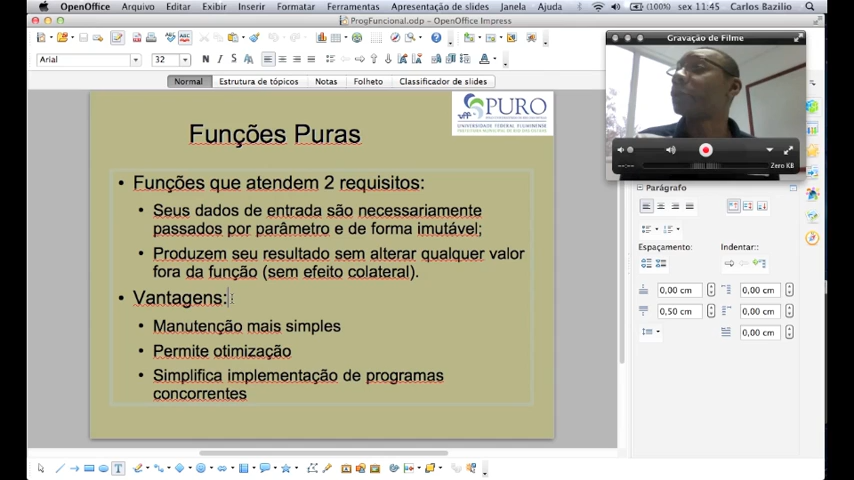 OpenOffice Arquivo Editar Exibir Inserir Formatar Ferramentas Apresentação de slides Janela Ajuda (100%) sex 11:45 Carlos Bazilio
ProgFuncional.odp - OpenOffice Impress
Arial 32 N I S A
Normal Estrutura de tópicos Notas Folheto Classificador de slides
Gravação de Filme
--:-- Zero KB
uff PURO
UNIVERSIDADE FEDERAL FLUMINENSE
Funções Puras
• Funções que atendem 2 requisitos:
• Seus dados de entrada são necessariamente
passados por parâmetro e de forma imutável;
• Produzem seu resultado sem alterar qualquer valor
fora da função (sem efeito colateral).
• Vantagens:
• Manutenção mais simples
• Permite otimização
• Simplifica implementação de programas
concorrentes
Parágrafo
Espaçamento: Indentar:
0,00 cm 0,00 cm
0,50 cm 0,00 cm
0,00 cm